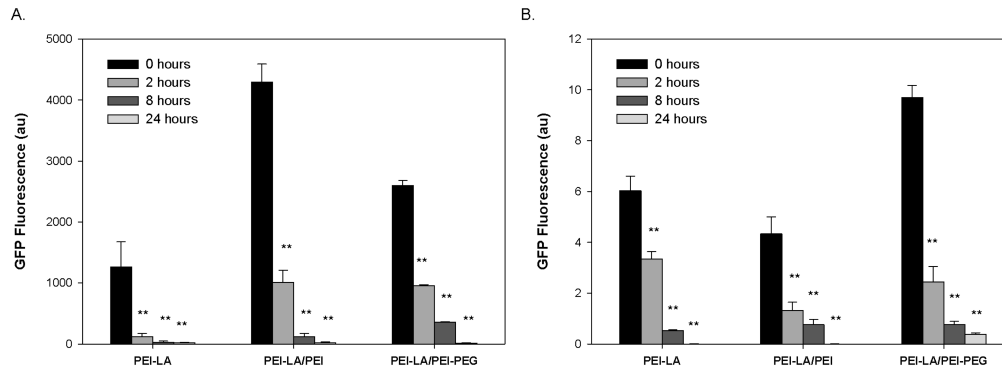 A.
GFP Fluorescence (au)
5000
4000
3000
2000
1000
0
0 hours
2 hours
8 hours
24 hours
**
**
**
**
**
**
**
**
**
PEI-LA
PEI-LA/PEI
PEI-LA/PEI-PEG
B.
GFP Fluorescence (au)
12
10
8
6
4
2
0
0 hours
2 hours
8 hours
24 hours
**
**
**
**
**
**
**
**
**
PEI-LA
PEI-LA/PEI
PEI-LA/PEI-PEG